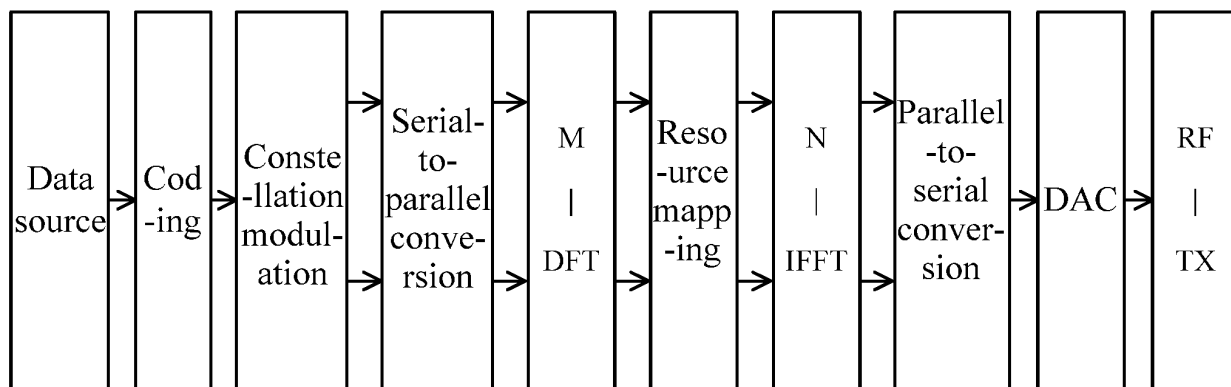 Data
source
Cod
-ing
Conste
-llation
modul-
ation
Serial-
to-
parallel
conve-
rsion
M
|
DFT
Reso
-urce
mapp
-ing
N
|
IFFT
Parallel
-to-
serial
conver-
sion
DAC
RF
|
TX